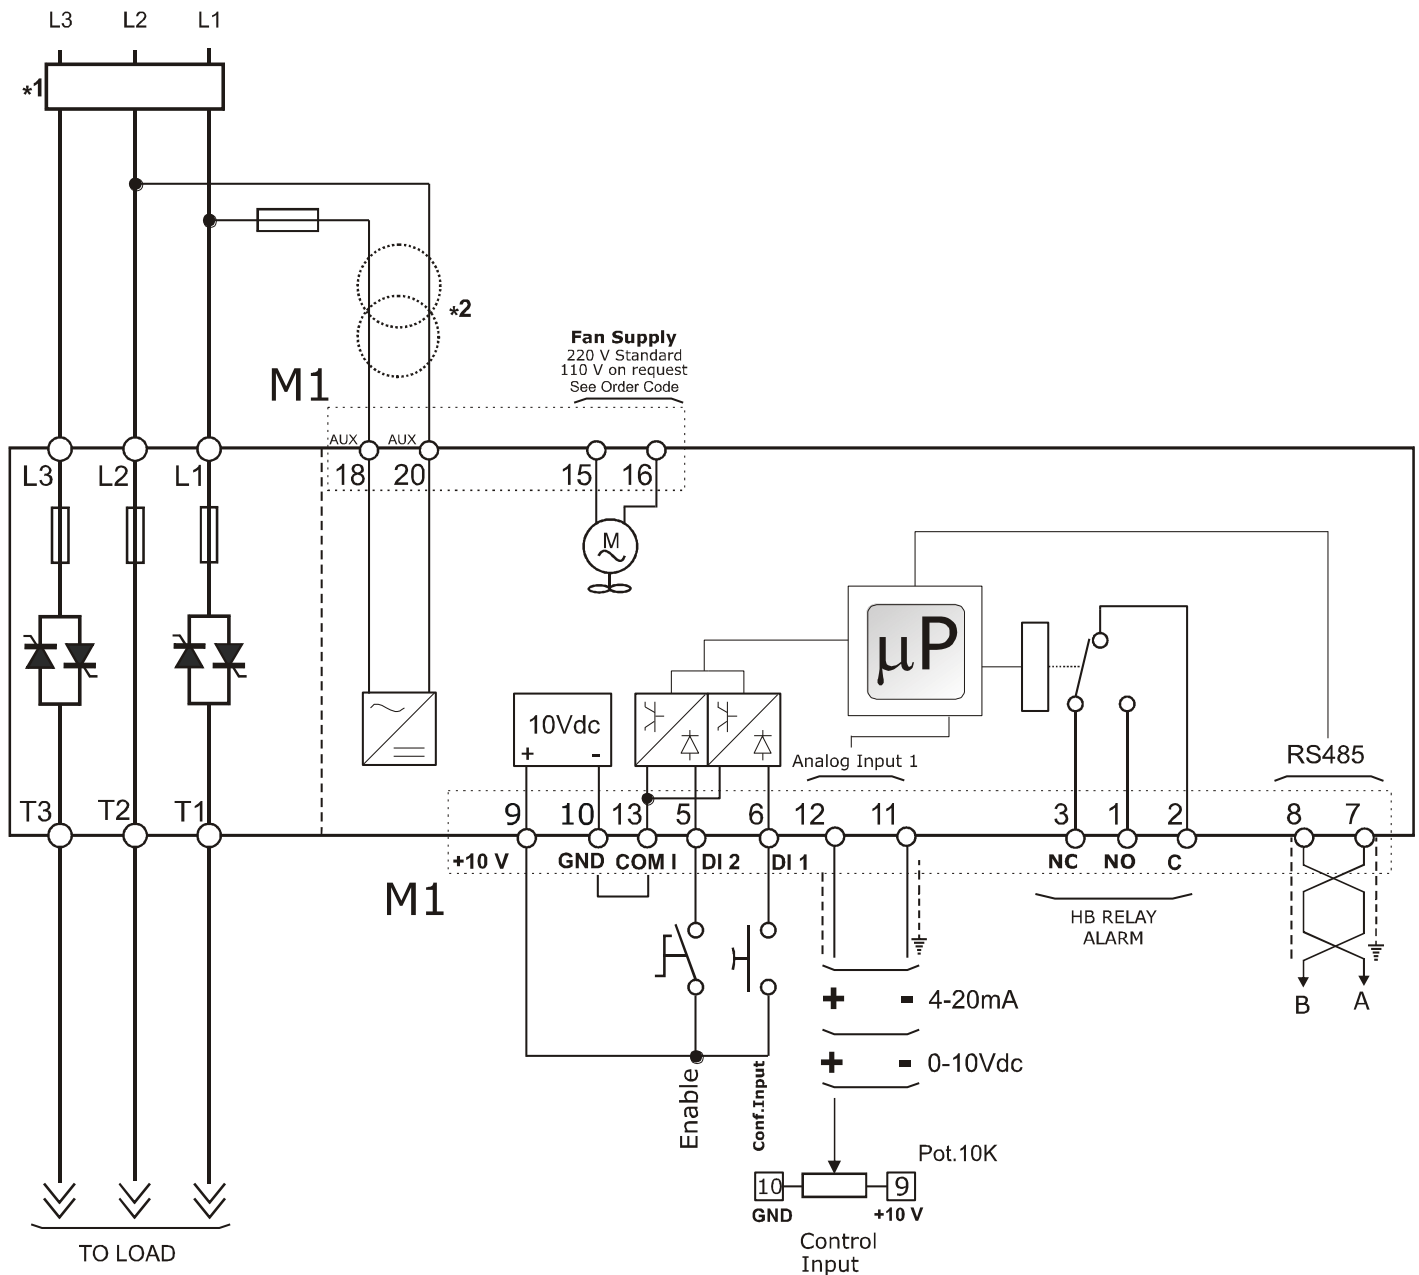 L3 L2 L1
*1
*2
Fan Supply
220 V Standard
110 V on request
See Order Code
M1
AUX AUX
L3 L2 L1 18 20 15 16
M
µP
10Vdc
+ -
Analog Input 1
RS485
T3 T2 T1 9 10 13 5 6 12 11 3 1 2 8 7
+10 V GND COM I DI 2 DI 1 NC NO C
M1
HB RELAY
ALARM
+ - 4-20mA
B A
+ - 0-10Vdc
Enable
Conf.Input
Pot.10K
10 9
GND +10 V
Control
Input
TO LOAD